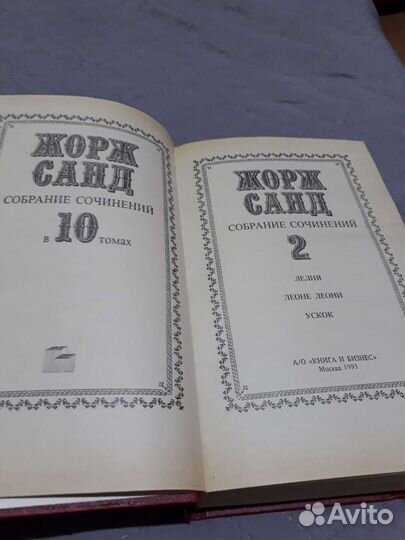 ЖОРЖ
САНД
СОБРАНИЕ СОЧИНЕНИЙ
в 10 томах
ЖОРЖ
САНД
СОБРАНИЕ СОЧИНЕНИЙ
2
ЛЕЛИЯ
ЛЕОНЕ ЛЕОНИ
УСКОК
А/О «КНИГА И БИЗНЕС»
Москва 1993
Avito